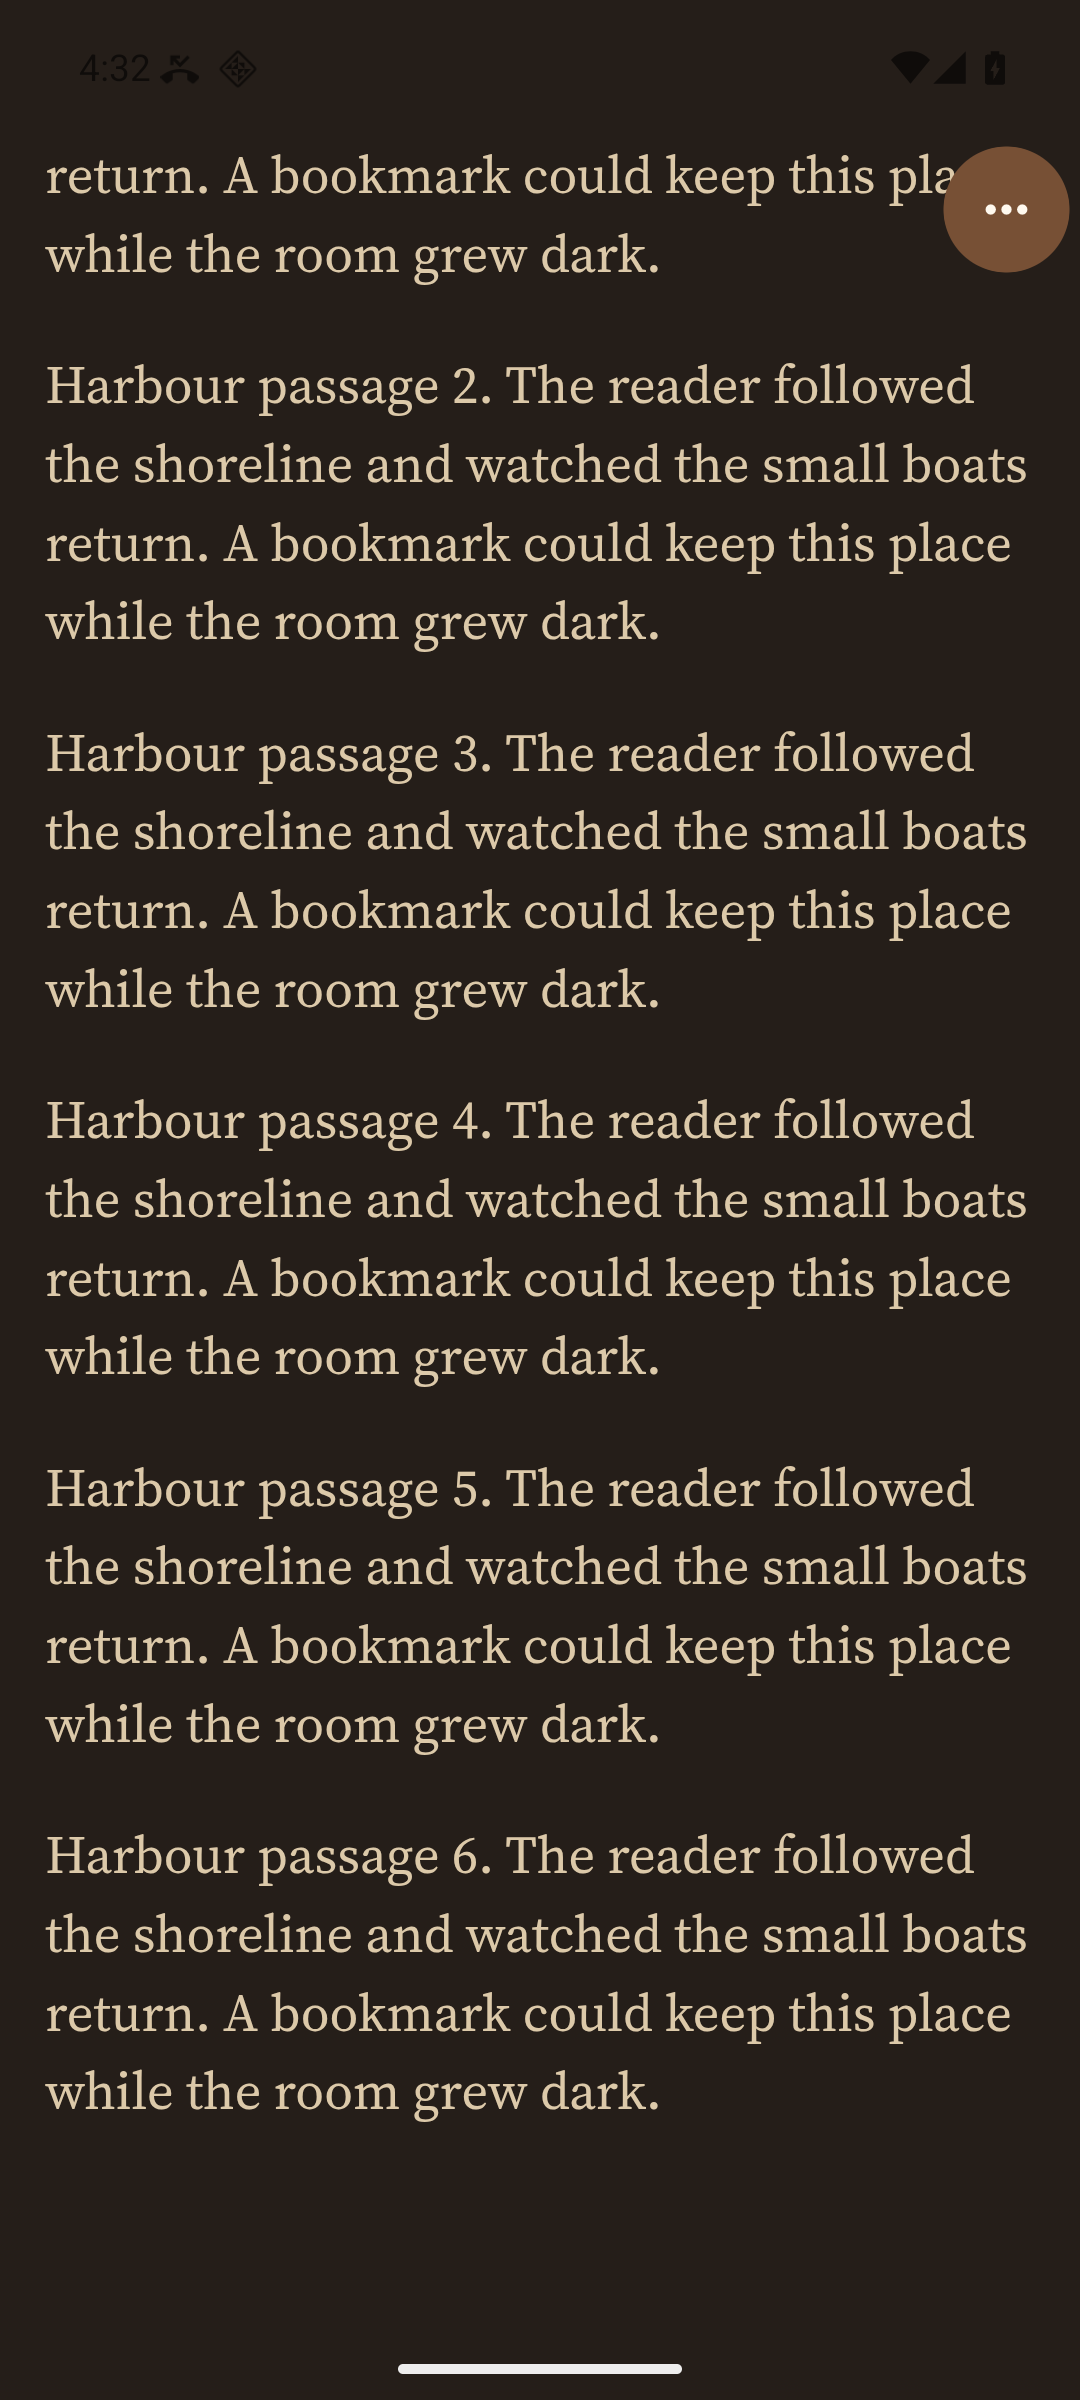 4:32
return. A bookmark could keep this
while the room grew dark.
Harbour passage 2. The reader followed
the shoreline and watched the small boats
return. A bookmark could keep this place
while the room grew dark.
Harbour passage 3. The reader followed
the shoreline and watched the small boats
return. A bookmark could keep this place
while the room grew dark.
Harbour passage 4. The reader followed
the shoreline and watched the small boats
return. A bookmark could keep this place
while the room grew dark.
Harbour passage 5. The reader followed
the shoreline and watched the small boats
return. A bookmark could keep this place
while the room grew dark.
Harbour passage 6. The reader followed
the shoreline and watched the small boats
return. A bookmark could keep this place
while the room grew dark.